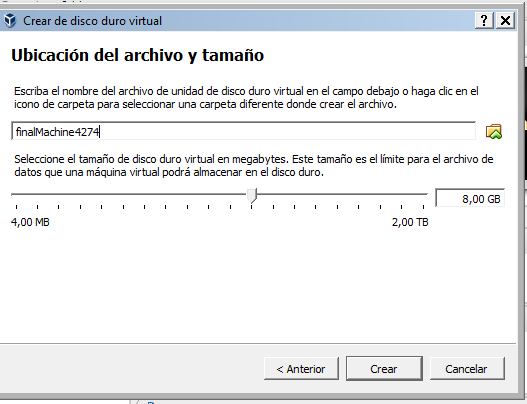 Crear de disco duro virtual
Ubicación del archivo y tamaño
Escriba el nombre del archivo de unidad de disco duro virtual en el campo debajo o haga clic en el
icono de carpeta para seleccionar una carpeta diferente donde crear el archivo.
finalMachine4274
Seleccione el tamaño de disco duro virtual en megabytes. Este tamaño es el límite para el archivo de
datos que una máquina virtual podrá almacenar en el disco duro.
8,00 GB
4,00 MB 2,00 TB
< Anterior Crear Cancelar